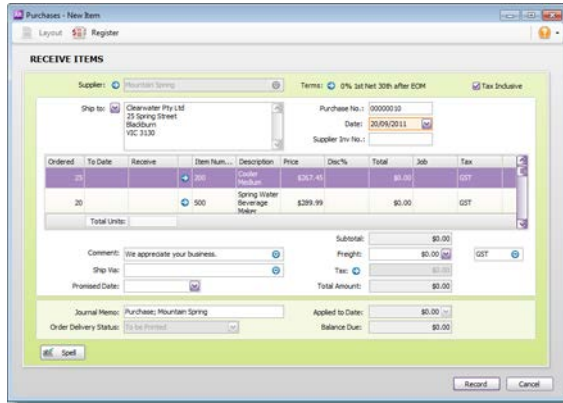 Purchases - New Item
Layout Register
RECEIVE ITEMS
Supplier: Mountain Spring Terms: 0% 1st Net 30th after EOM Tax Inclusive
Ship to: Clearwater Pty Ltd
25 Spring Street
Blackburn
VIC 3130
Purchase No.: 00000010
Date: 20/09/2011
Supplier Inv No.:
Ordered To Date Receive Item Num... Description Price Disc% Total Job Tax
25 200 Cooler Medium $267.45 $0.00 GST
20 500 Spring Water Beverage Maker $289.99 $0.00 GST
Total Units:
Subtotal: $0.00
Comment: We appreciate your business. Freight: $0.00 GST
Ship Via: Tax: $0.00
Promised Date: Total Amount: $0.00
Journal Memo: Purchase; Mountain Spring Applied to Date: $0.00
Order Delivery Status: To be Printed Balance Due: $0.00
Spell
Record Cancel